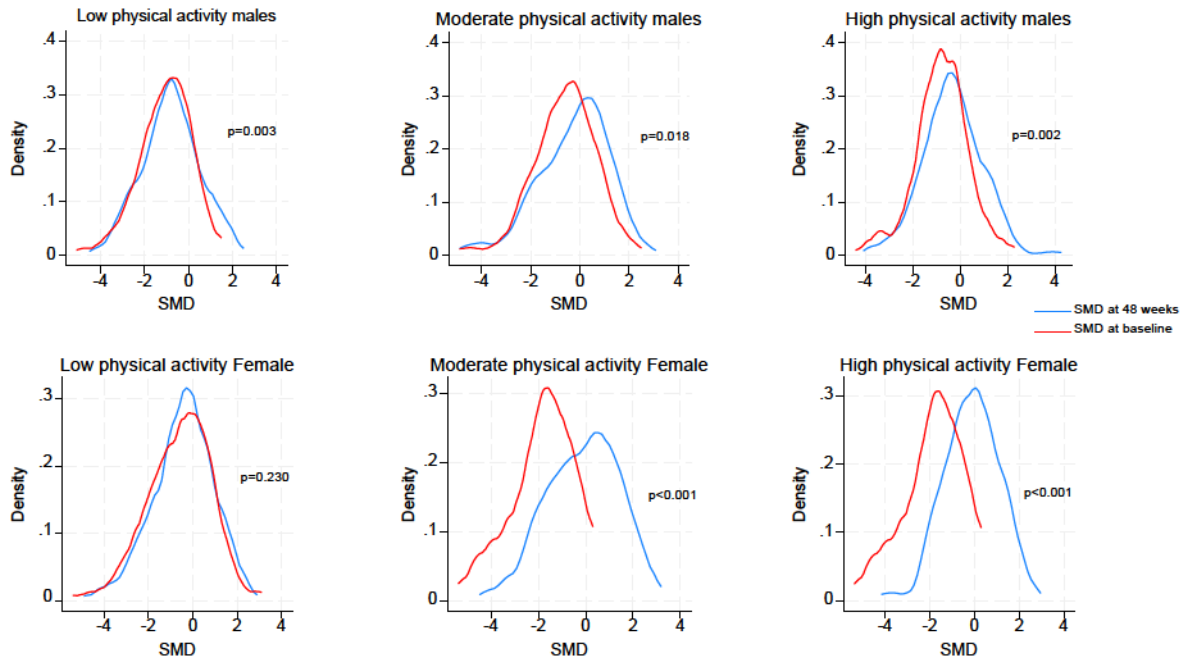 Low physical activity males
.4
.3
.2
.1
0
Density
p=0.003
-4 -2 0 2 4
SMD
Moderate physical activity males
.4
.3
.2
.1
0
Density
p=0.018
-4 -2 0 2 4
SMD
High physical activity males
.4
.3
.2
.1
0
Density
p=0.002
-4 -2 0 2 4
SMD
SMD at 48 weeks
SMD at baseline
Low physical activity Female
.3
.2
.1
0
Density
p=0.230
-4 -2 0 2 4
SMD
Moderate physical activity Female
.3
.2
.1
0
Density
p<0.001
-4 -2 0 2 4
SMD
High physical activity Female
.3
.2
.1
0
Density
p<0.001
-4 -2 0 2 4
SMD